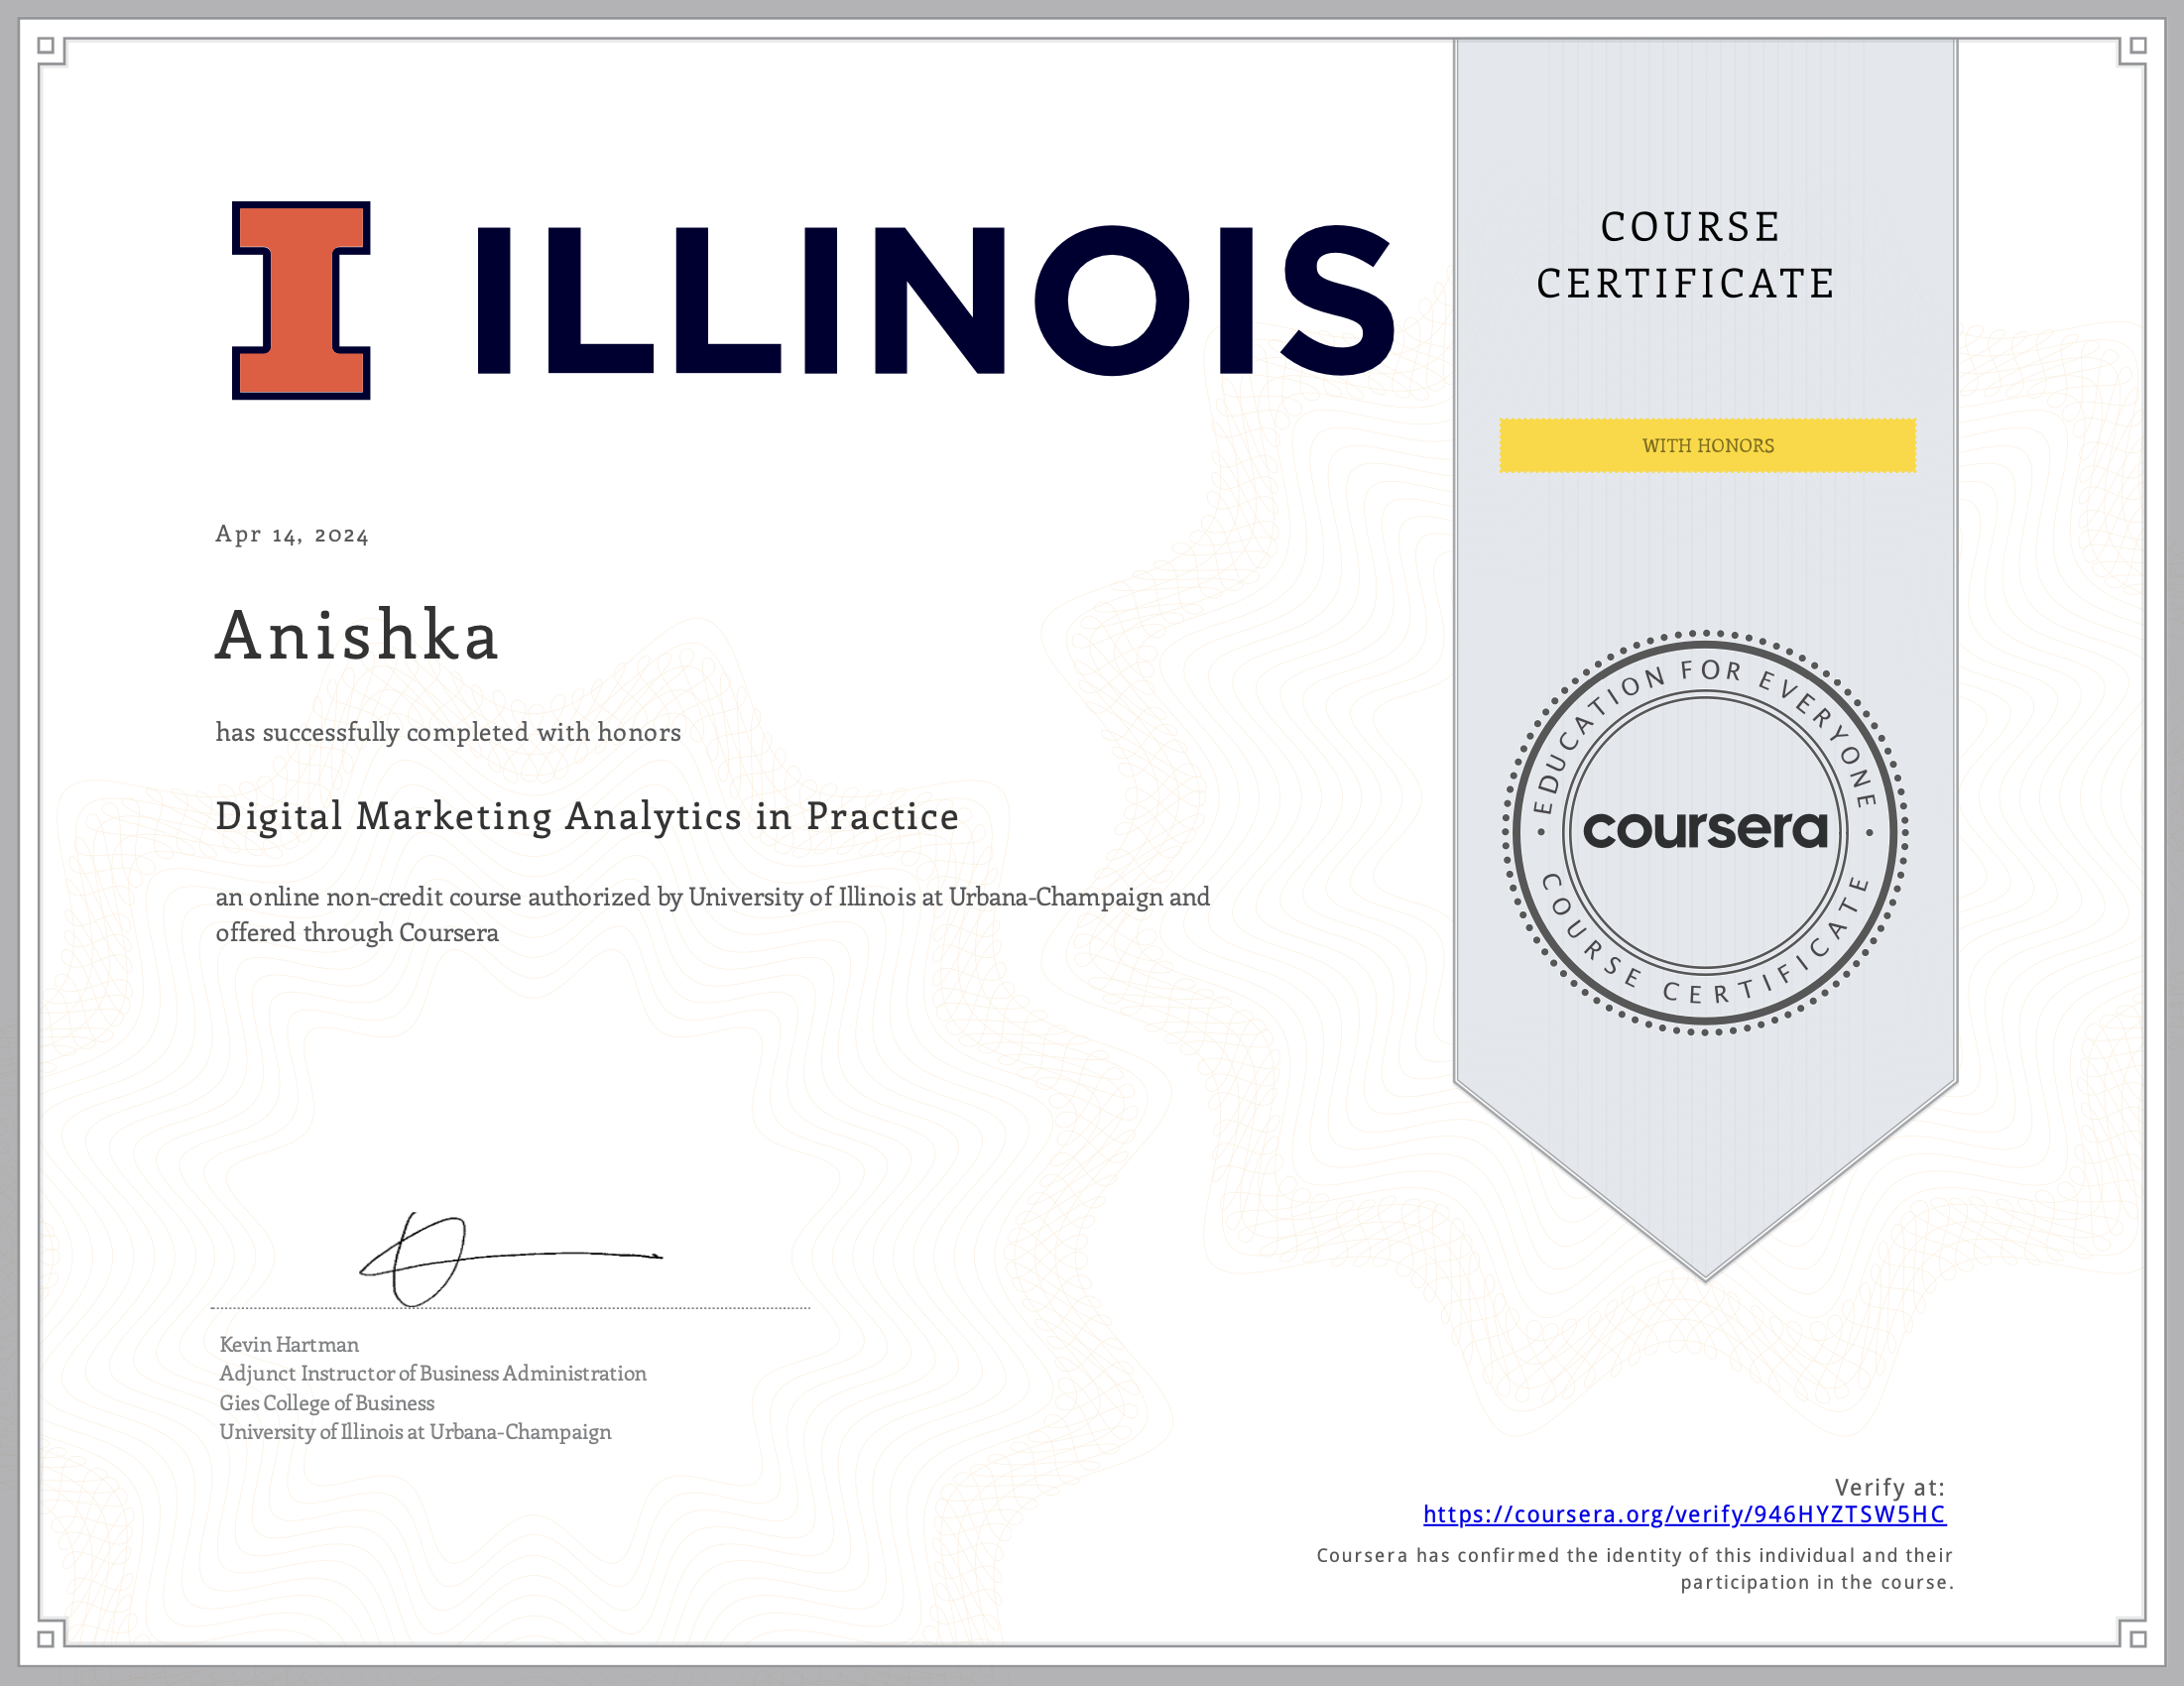 ILLINOIS
COURSE
CERTIFICATE
WITH HONORS
Apr 14, 2024
Anishka
has successfully completed with honors
Digital Marketing Analytics in Practice
an online non-credit course authorized by University of Illinois at Urbana-Champaign and
offered through Coursera
EDUCATION FOR EVERYONE
coursera
COURSE CERTIFICATE
Kevin Hartman
Adjunct Instructor of Business Administration
Gies College of Business
University of Illinois at Urbana-Champaign
Verify at:
https://coursera.org/verify/946HYZTSW5HC
Coursera has confirmed the identity of this individual and their
participation in the course.